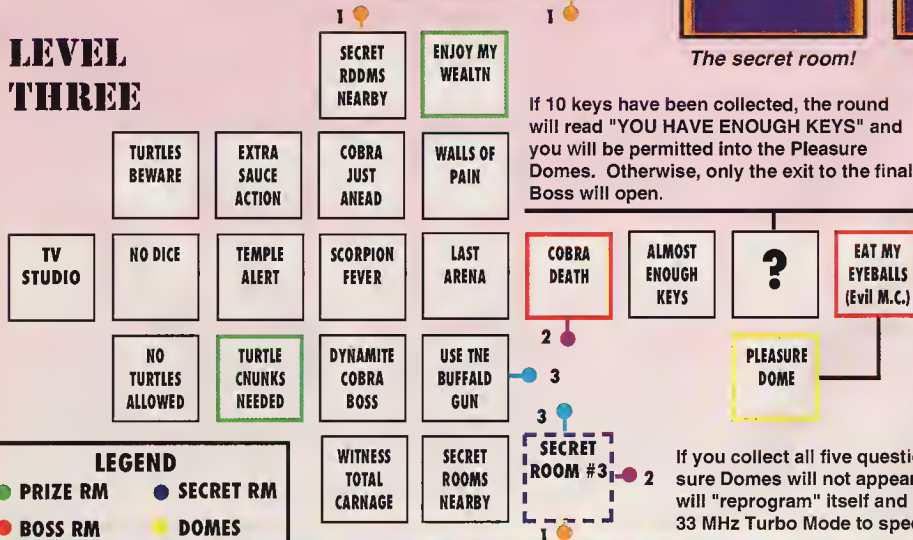 LEVEL
THREE
1
1
The secret room!
SECRET
RDDMS
NEARBY
ENJOY MY
WEALTN
If 10 keys have been collected, the round
will read "YOU HAVE ENOUGH KEYS" and
you will be permitted into the Pleasure
Domes. Otherwise, only the exit to the final
Boss will open.
TURTLES
BEWARE
EXTRA
SAUCE
ACTION
COBRA
JUST
AHEAD
WALLS OF
PAIN
TV
STUDIO
NO DICE
TEMPLE
ALERT
SCORPION
FEVER
LAST
ARENA
COBRA
DEATH
ALMOST
ENOUGH
KEYS
?
EAT MY
EYEBALLS
(Evil M.C.)
2
NO
TURTLES
ALLOWED
TURTLE
CNUNKS
NEEDED
DYNAMITE
COBRA
BOSS
USE TNE
BUFFALD
GUN
3
PLEASURE
DOME
3
WITNESS
TOTAL
CARNAGE
SECRET
ROOMS
NEARBY
SECRET
ROOM #3
2
1
If you collect all five questi
sure Domes will not appear
will "reprogram" itself and
33 MHz Turbo Mode to spee
LEGEND
PRIZE RM
SECRET RM
BOSS RM
DOMES